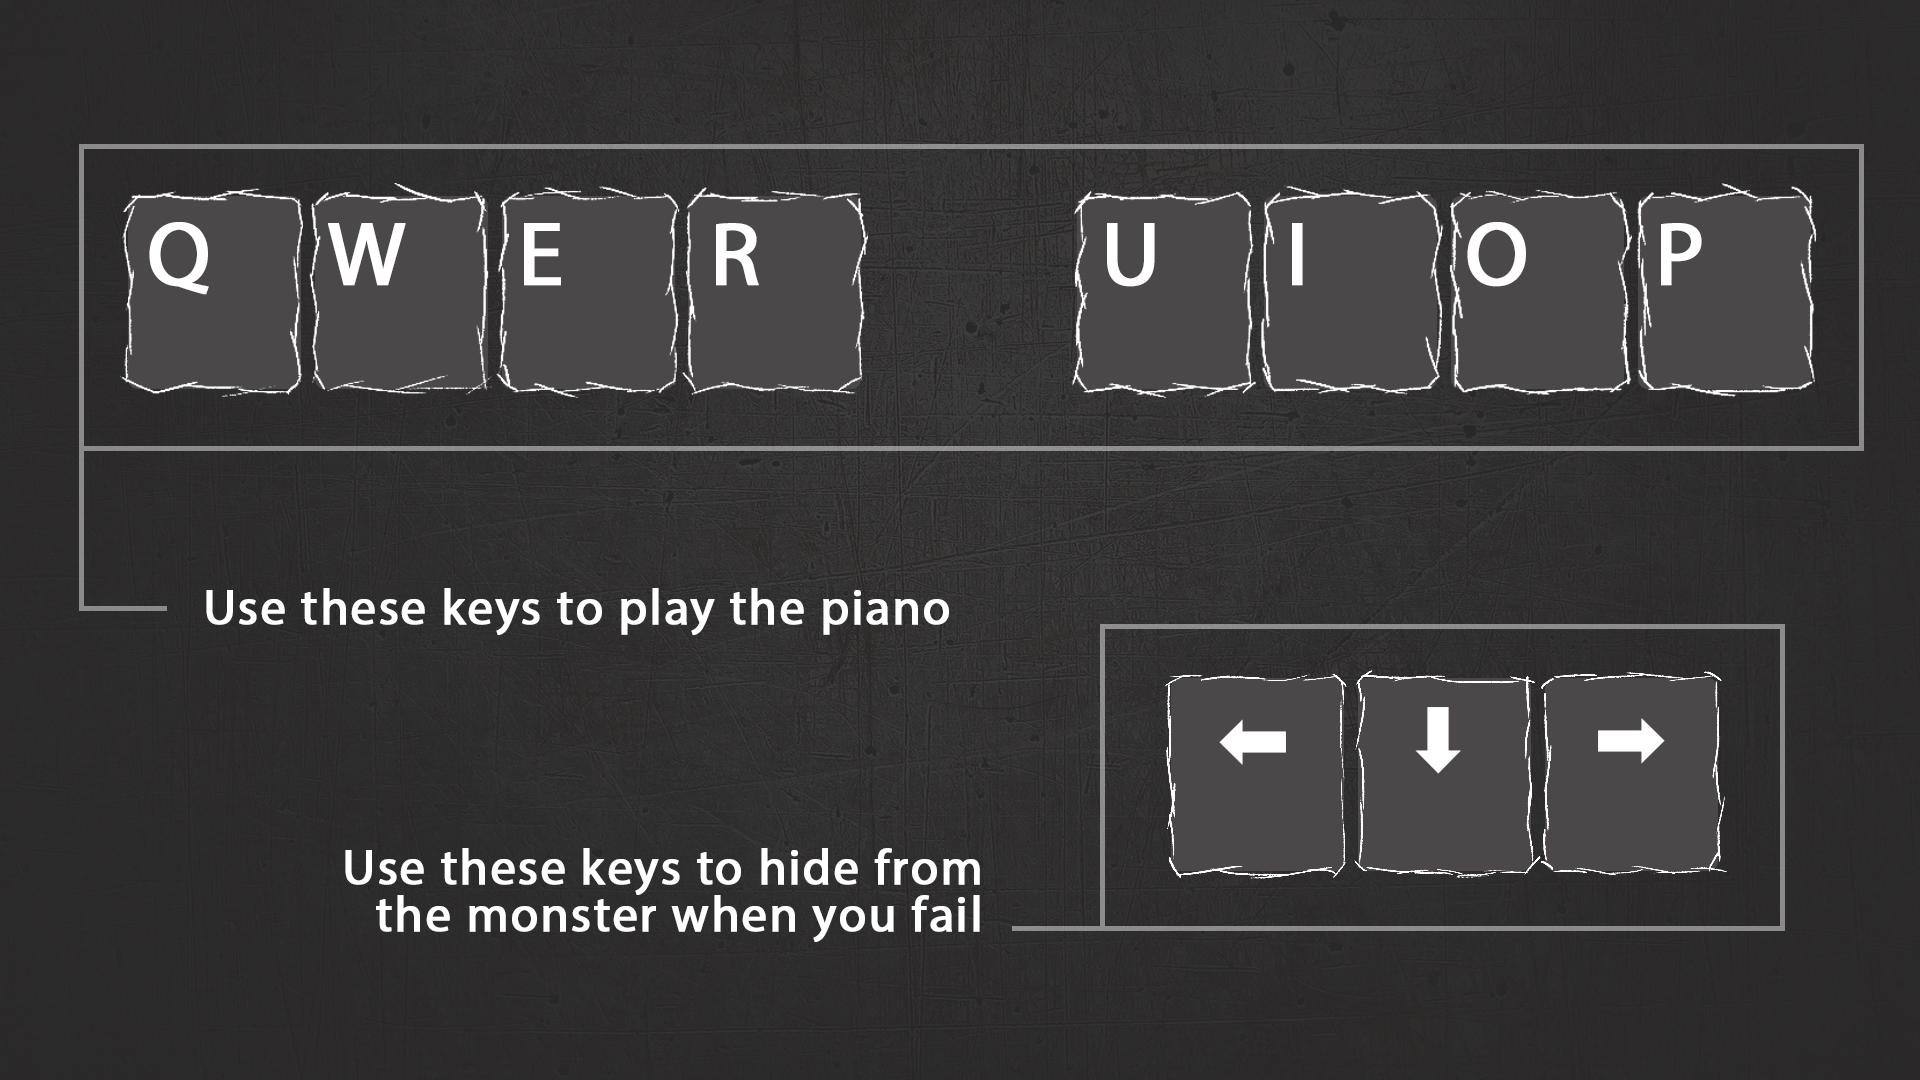 Q W E R U I O P
Use these keys to play the piano
Use these keys to hide from
the monster when you fail